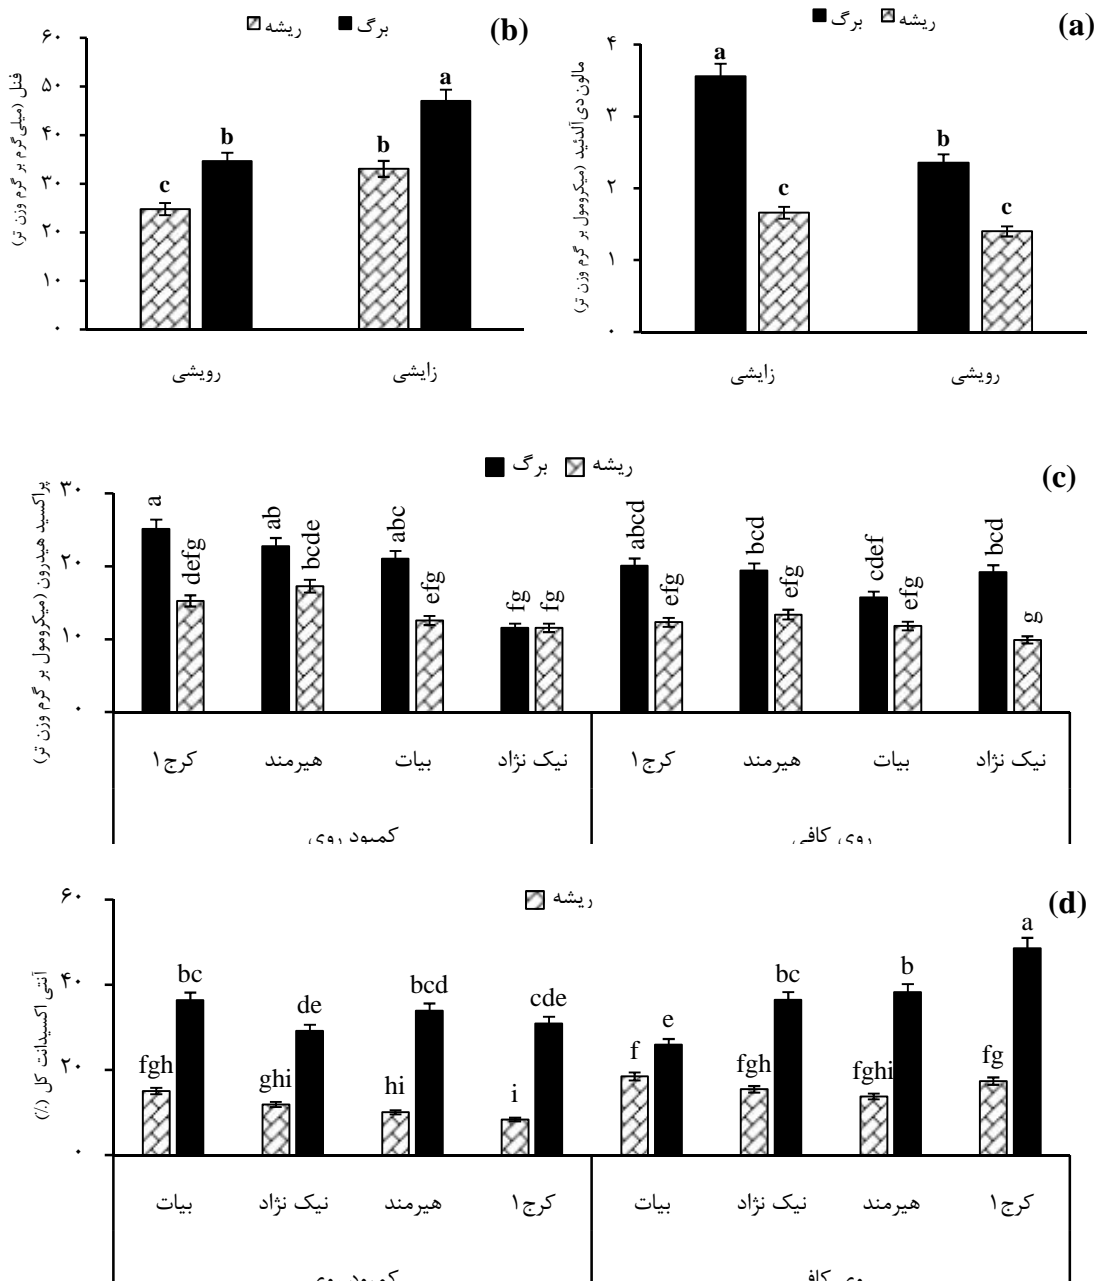 (b)
برگ ریشه
فنل (میلی‌گرم بر گرم وزن تر)
۶۰
۵۰
۴۰
۳۰
۲۰
۱۰
۰
c b b a
رویشی زایشی
(a)
برگ ریشه
مالون دی آلدئید (میکرومول بر گرم وزن تر)
۴
۳
۲
۱
۰
a c b c
زایشی رویشی
(c)
برگ ریشه
پراکسید هیدرون (میکرومول بر گرم وزن تر)
۳۰
۲۰
۱۰
۰
a defg ab bcde abc efg fg fg abcd efg bcd efg cdef efg bcd g
کرج۱ هیرمند بیات نیک نژاد کرج۱ هیرمند بیات نیک نژاد
کمبود روی روی کافی
(d)
ریشه
آنتی اکسیدانت کل (٪)
۶۰
۴۰
۲۰
۰
fgh bc ghi de hi bcd i cde f e fgh bc fghi b fg a
بیات نیک نژاد هیرمند کرج۱ بیات نیک نژاد هیرمند کرج۱